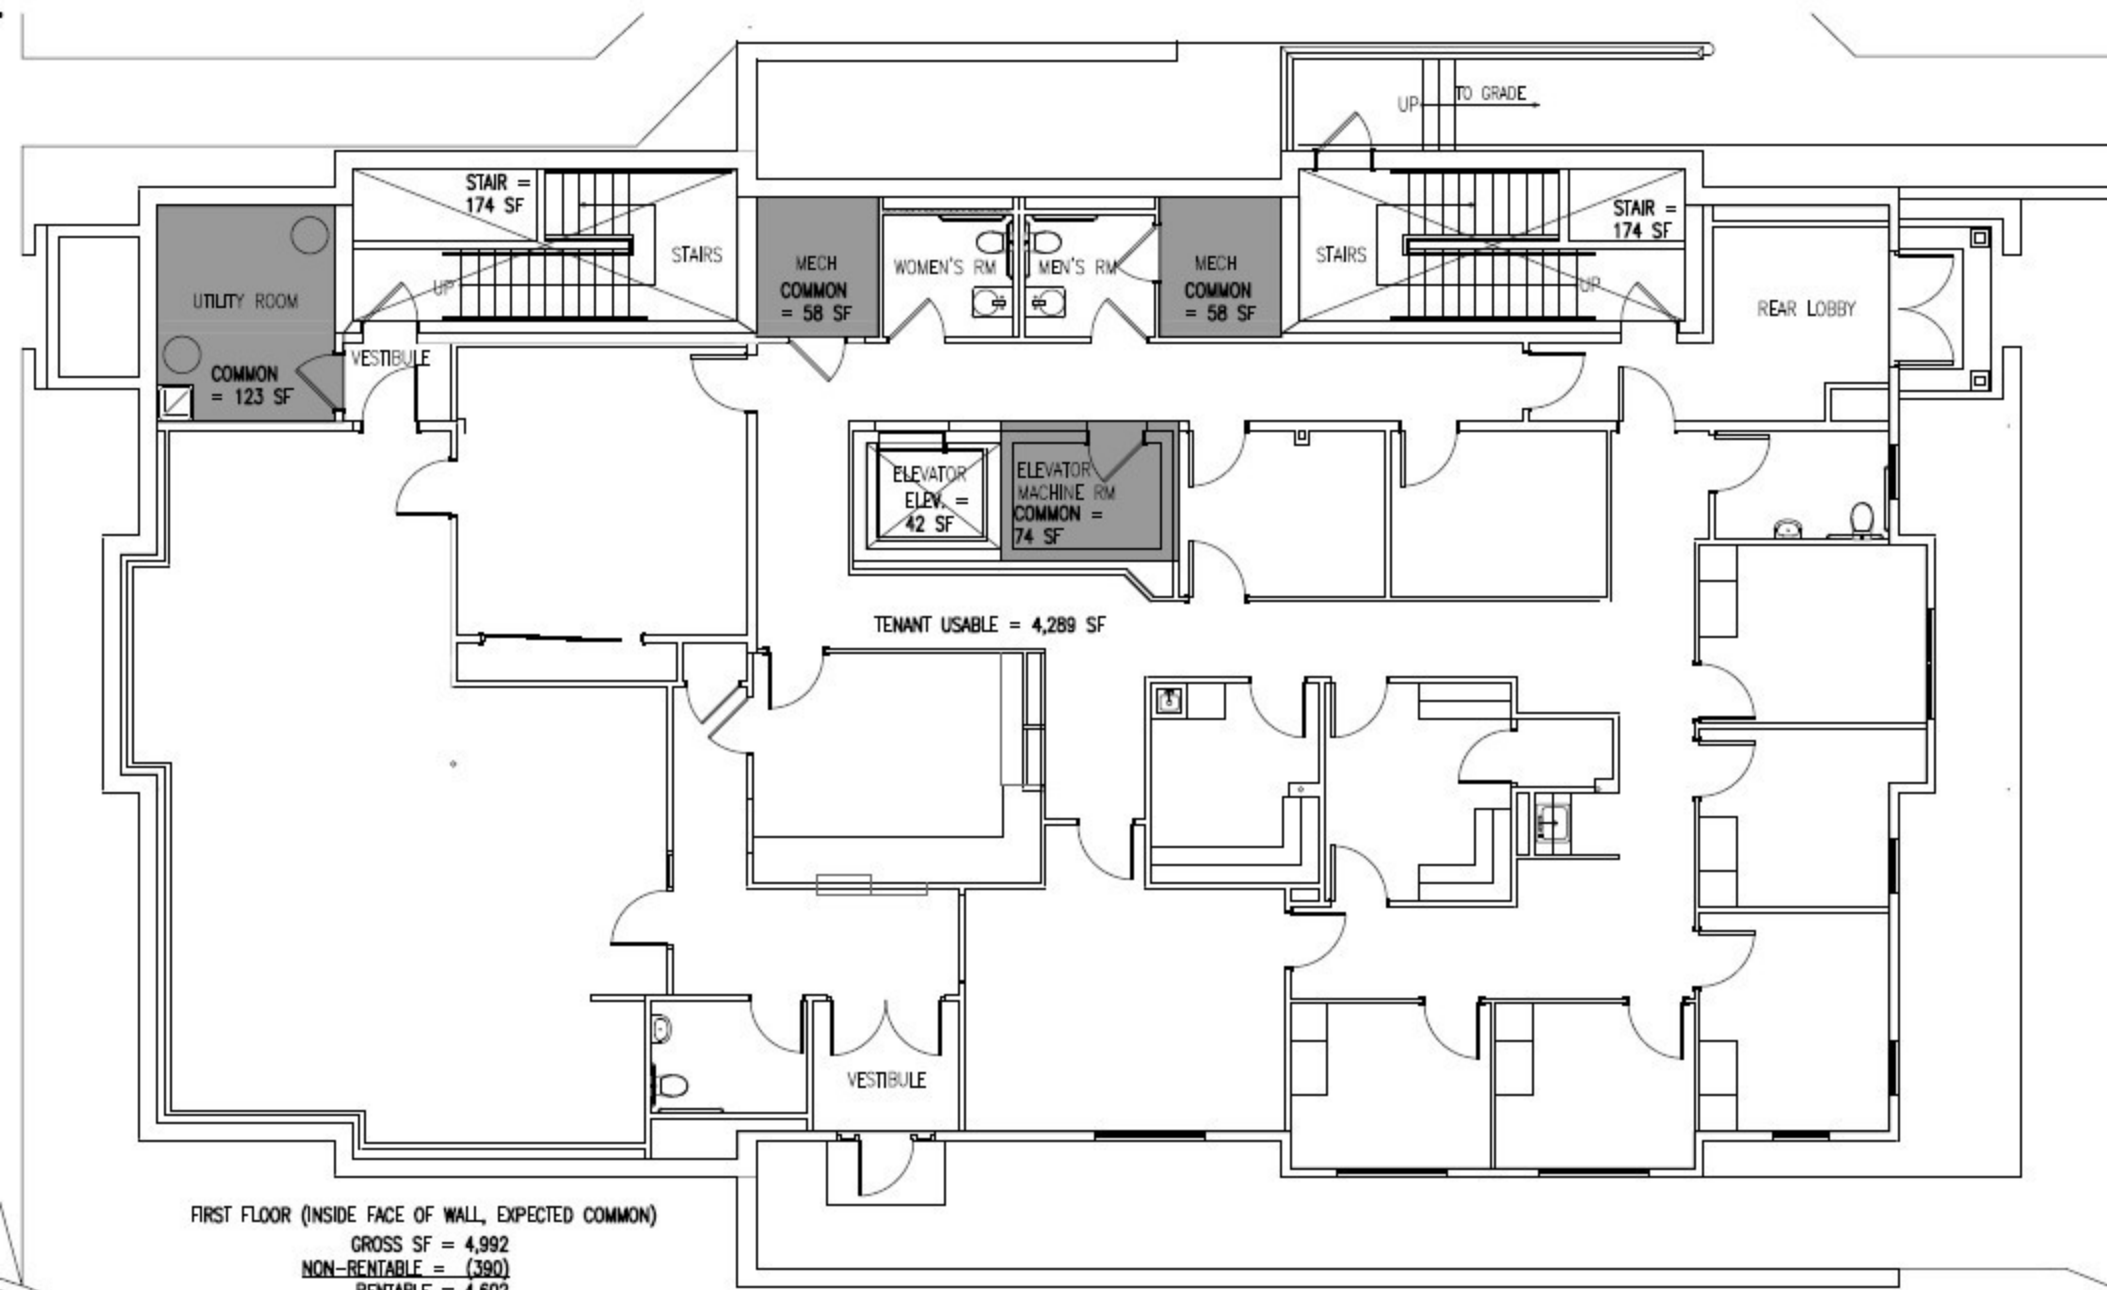 UP
TO GRADE
STAIR =
174 SF
STAIRS
UP
MECH
COMMON
= 58 SF
WOMEN'S RM
MEN'S RM
MECH
COMMON
= 58 SF
STAIRS
STAIR =
174 SF
UP
REAR LOBBY
UTILITY ROOM
COMMON
= 123 SF
VESTIBULE
ELEVATOR
ELEV. =
42 SF
ELEVATOR
MACHINE RM
COMMON =
74 SF
TENANT USABLE = 4,289 SF
VESTIBULE
FIRST FLOOR (INSIDE FACE OF WALL, EXPECTED COMMON)
GROSS SF = 4,992
NON-RENTABLE = (390)
RENTABLE = 4,602